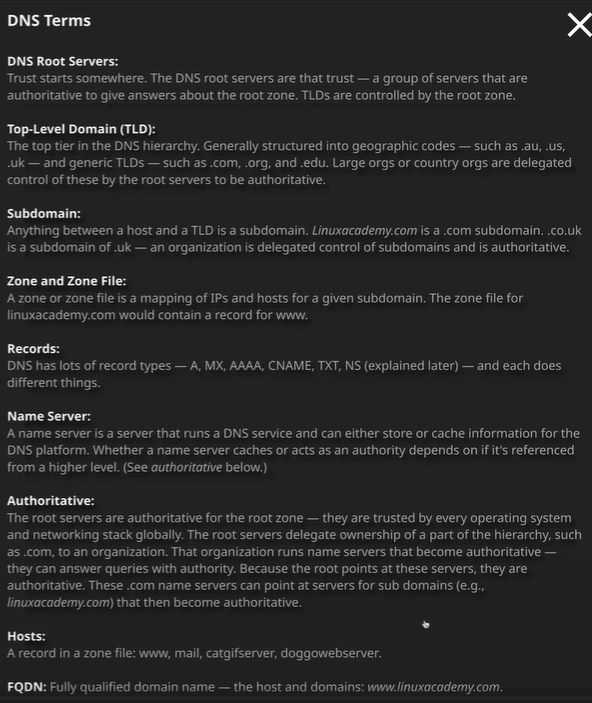 DNS Terms
DNS Root Servers:
Trust starts somewhere. The DNS root servers are that trust — a group of servers that are
authoritative to give answers about the root zone. TLDs are controlled by the root zone.
Top-Level Domain (TLD):
The top tier in the DNS hierarchy. Generally structured into geographic codes — such as .au, .us,
.uk — and generic TLDs — such as .com, .org, and .edu. Large orgs or country orgs are delegated
control of these by the root servers to be authoritative.
Subdomain:
Anything between a host and a TLD is a subdomain. Linuxacademy.com is a .com subdomain. .co.uk
is a subdomain of .uk — an organization is delegated control of subdomains and is authoritative.
Zone and Zone File:
A zone or zone file is a mapping of IPs and hosts for a given subdomain. The zone file for
linuxacademy.com would contain a record for www.
Records:
DNS has lots of record types — A, MX, AAAA, CNAME, TXT, NS (explained later) — and each does
different things.
Name Server:
A name server is a server that runs a DNS service and can either store or cache information for the
DNS platform. Whether a name server caches or acts as an authority depends on if it's referenced
from a higher level. (See authoritative below.)
Authoritative:
The root servers are authoritative for the root zone — they are trusted by every operating system
and networking stack globally. The root servers delegate ownership of a part of the hierarchy, such
as .com, to an organization. That organization runs name servers that become authoritative —
they can answer queries with authority. Because the root points at these servers, they are
authoritative. These .com name servers can point at servers for sub domains (e.g.,
linuxacademy.com) that then become authoritative.
Hosts:
A record in a zone file: www, mail, catgifserver, doggowebserver.
FQDN: Fully qualified domain name — the host and domains: www.linuxacademy.com.